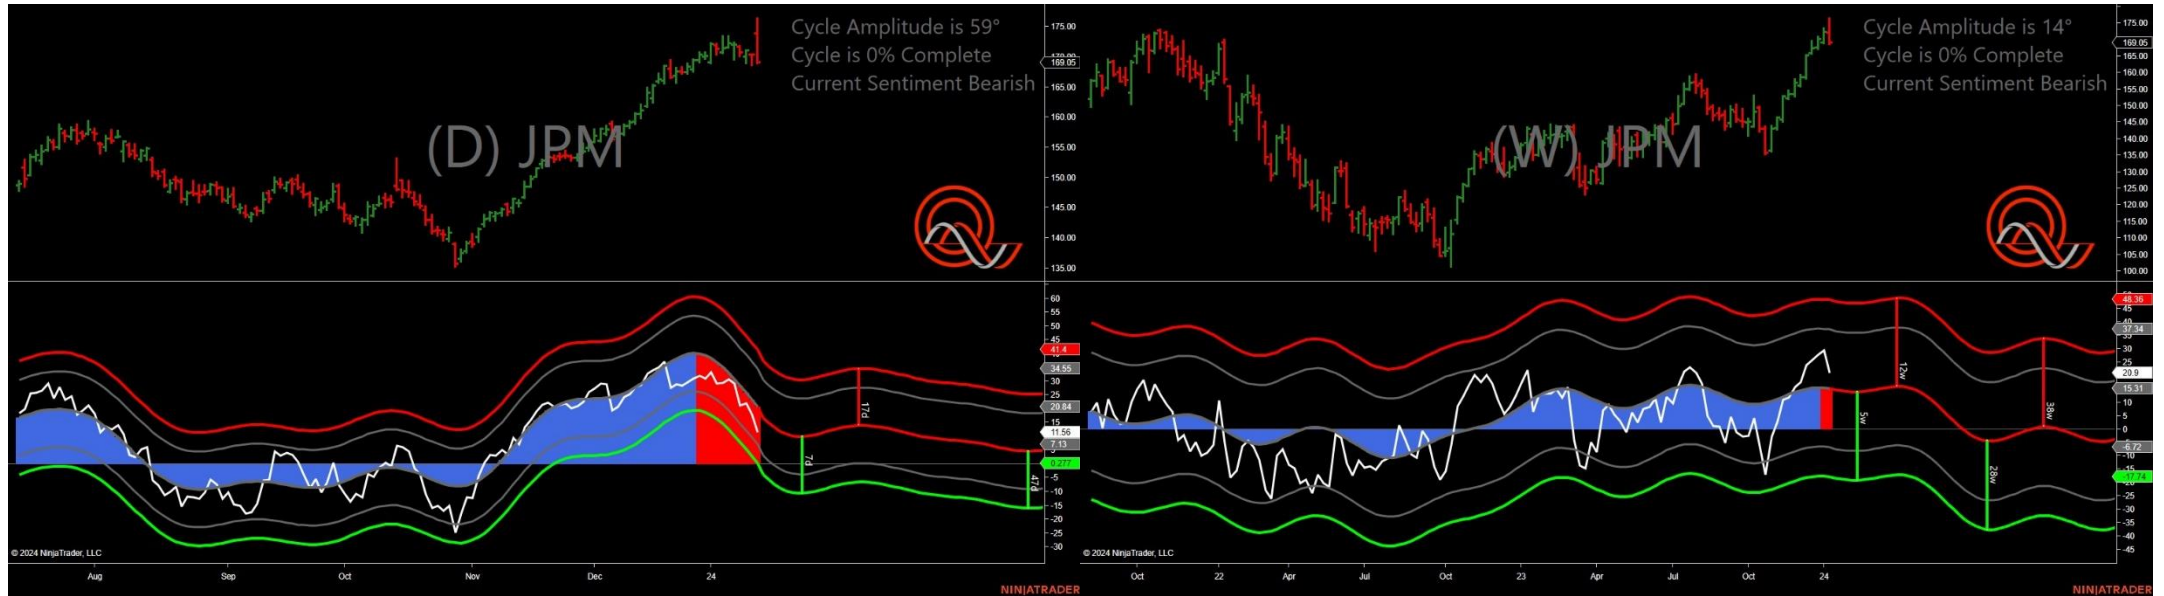 Cycle Amplitude is 59°
Cycle is 0% Complete
Current Sentiment Bearish
(D) JPM
175.00
169.05
165.00
160.00
155.00
150.00
145.00
140.00
135.00
60
55
50
45
41.4
34.55
30
25
20.84
15
11.56
7.13
0.277
-5
-10
-15
-20
-25
-30
17d
7d
47d
© 2024 NinjaTrader, LLC
Aug
Sep
Oct
Nov
Dec
24
NINJATRADER
Cycle Amplitude is 14°
Cycle is 0% Complete
Current Sentiment Bearish
(W) JPM
175.00
169.05
165.00
160.00
155.00
150.00
145.00
140.00
135.00
130.00
125.00
120.00
115.00
110.00
105.00
100.00
48.36
45
37.34
30
25
20.9
15.31
10
5
0
-6.72
-17.74
-25
-30
-35
-40
-45
12w
5w
38w
28w
© 2024 NinjaTrader, LLC
Oct
22
Apr
Jul
Oct
23
Apr
Jul
Oct
24
NINJATRADER